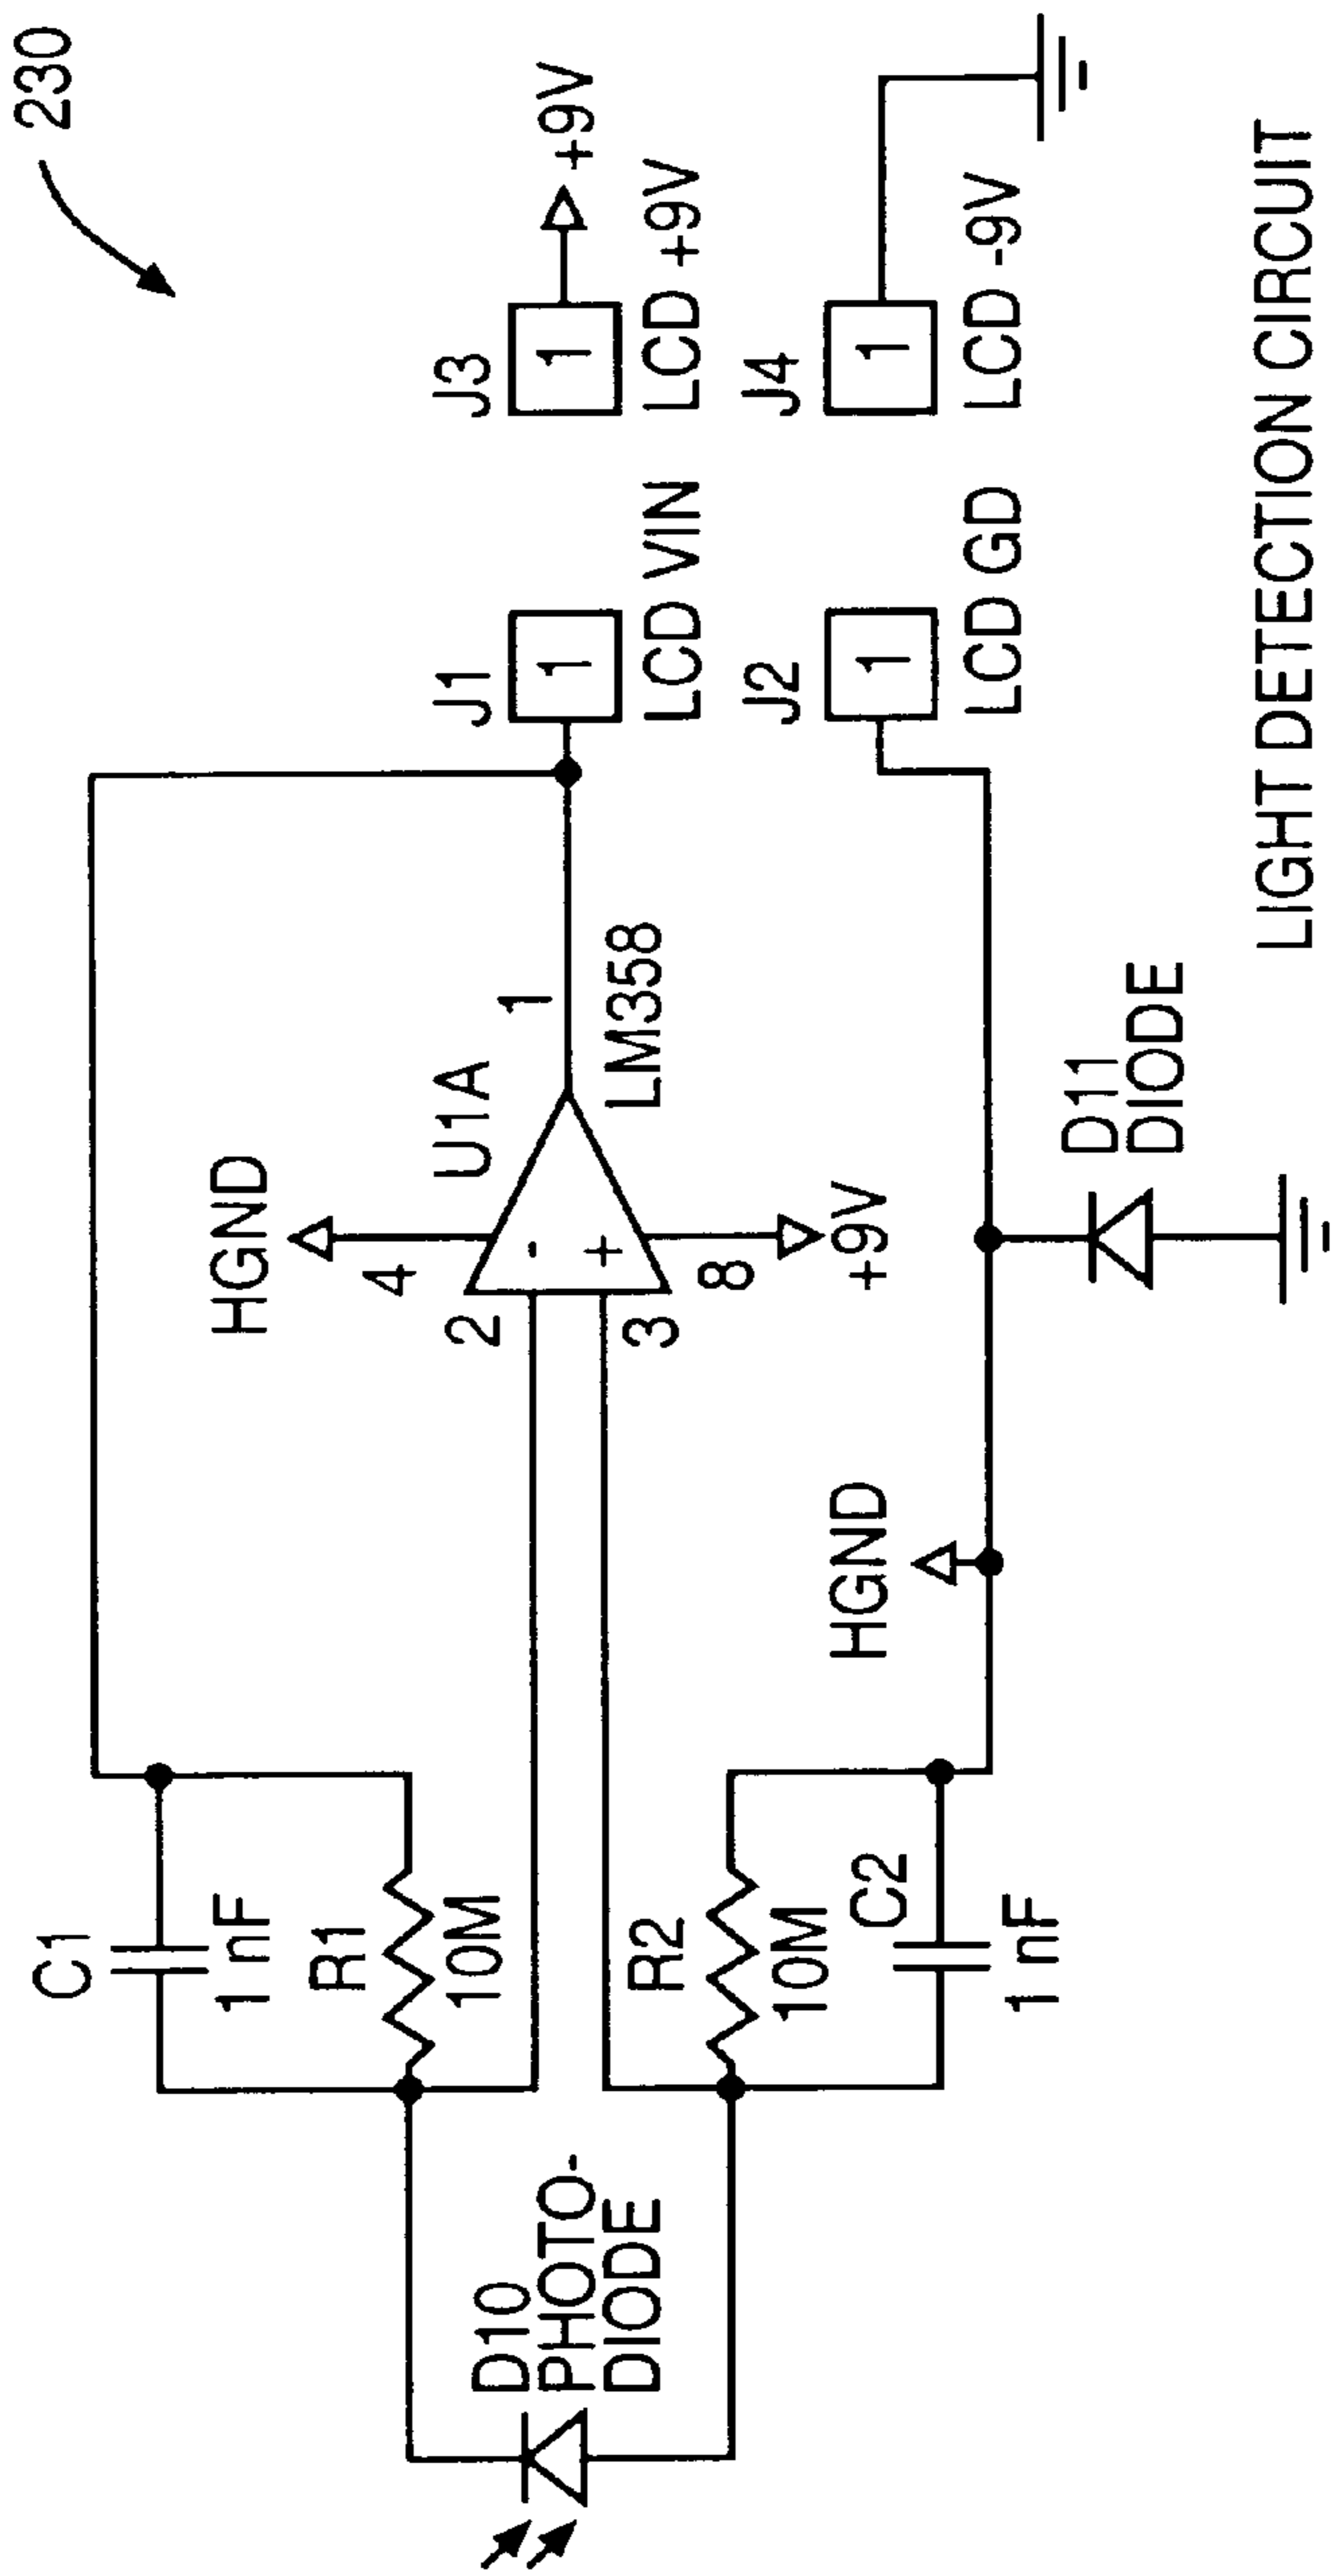 230
C1
1 nF
R1
10M
D10
PHOTO-
DIODE
R2
10M
C2
1 nF
HGND
4
2
-
+
3
8
+9V
U1A
1
LM358
HGND
D11
DIODE
J1
1
LCD VIN
J3
1
+9V
LCD +9V
J2
1
LCD GD
J4
1
LCD -9V
LIGHT DETECTION CIRCUIT